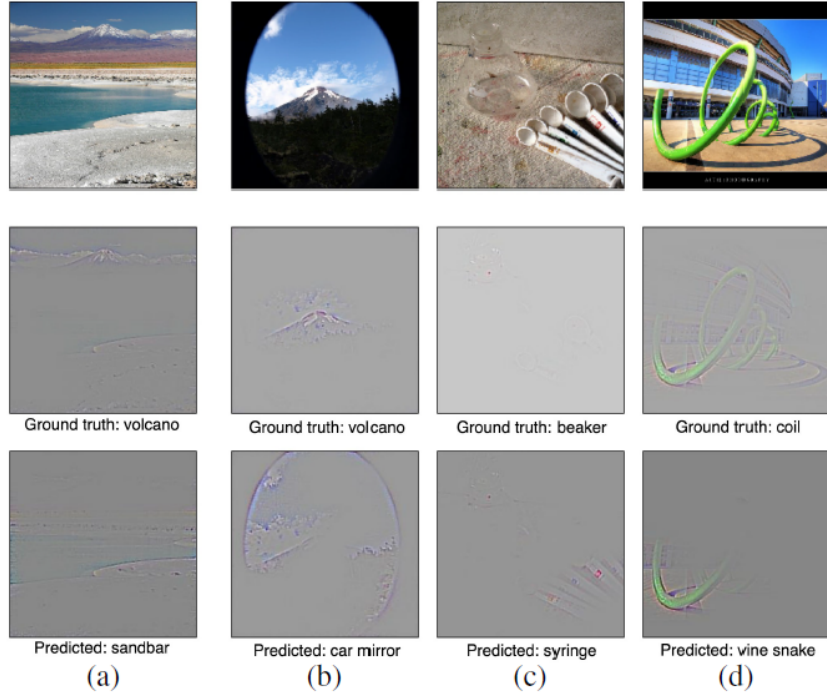 Ground truth: volcano
Ground truth: volcano
Ground truth: beaker
Ground truth: coil
Predicted: sandbar
Predicted: car mirror
Predicted: syringe
Predicted: vine snake
(a)
(b)
(c)
(d)